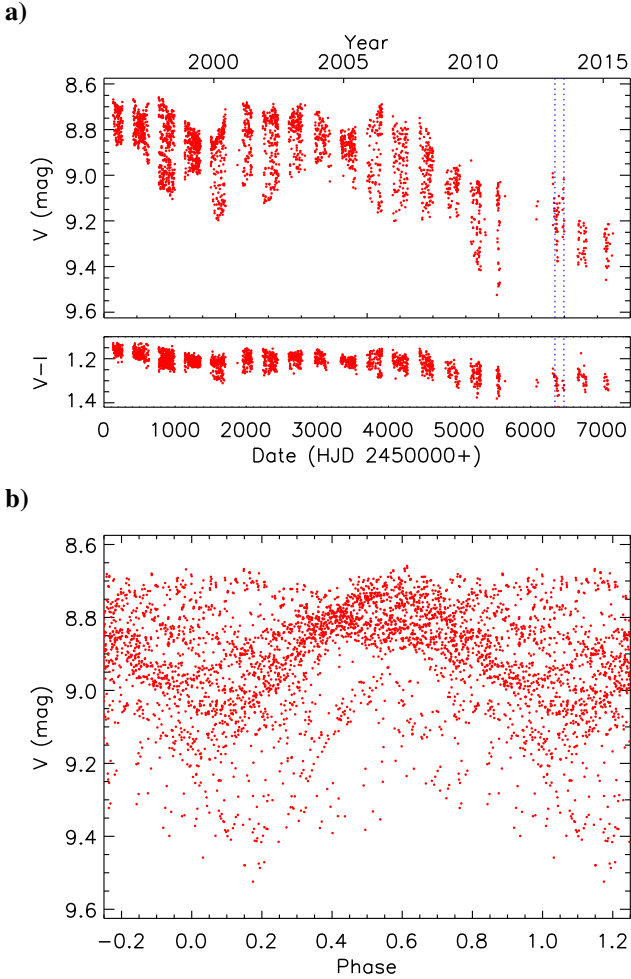 a)
Year
2000 2005 2010 2015
8.6
8.8
9.0
9.2
9.4
9.6
V (mag)
1.2
1.4
V-I
0 1000 2000 3000 4000 5000 6000 7000
Date (HJD 2450000+)
b)
8.6
8.8
9.0
9.2
9.4
9.6
V (mag)
-0.2 0.0 0.2 0.4 0.6 0.8 1.0 1.2
Phase